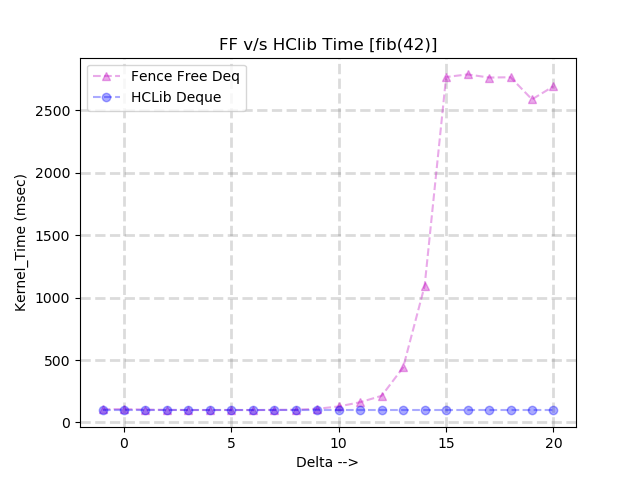 FF v/s HClib Time [fib(42)]
Fence Free Deq
HCLib Deque
Kernel_Time (msec)
2500
2000
1500
1000
500
0
0 5 10 15 20
Delta -->